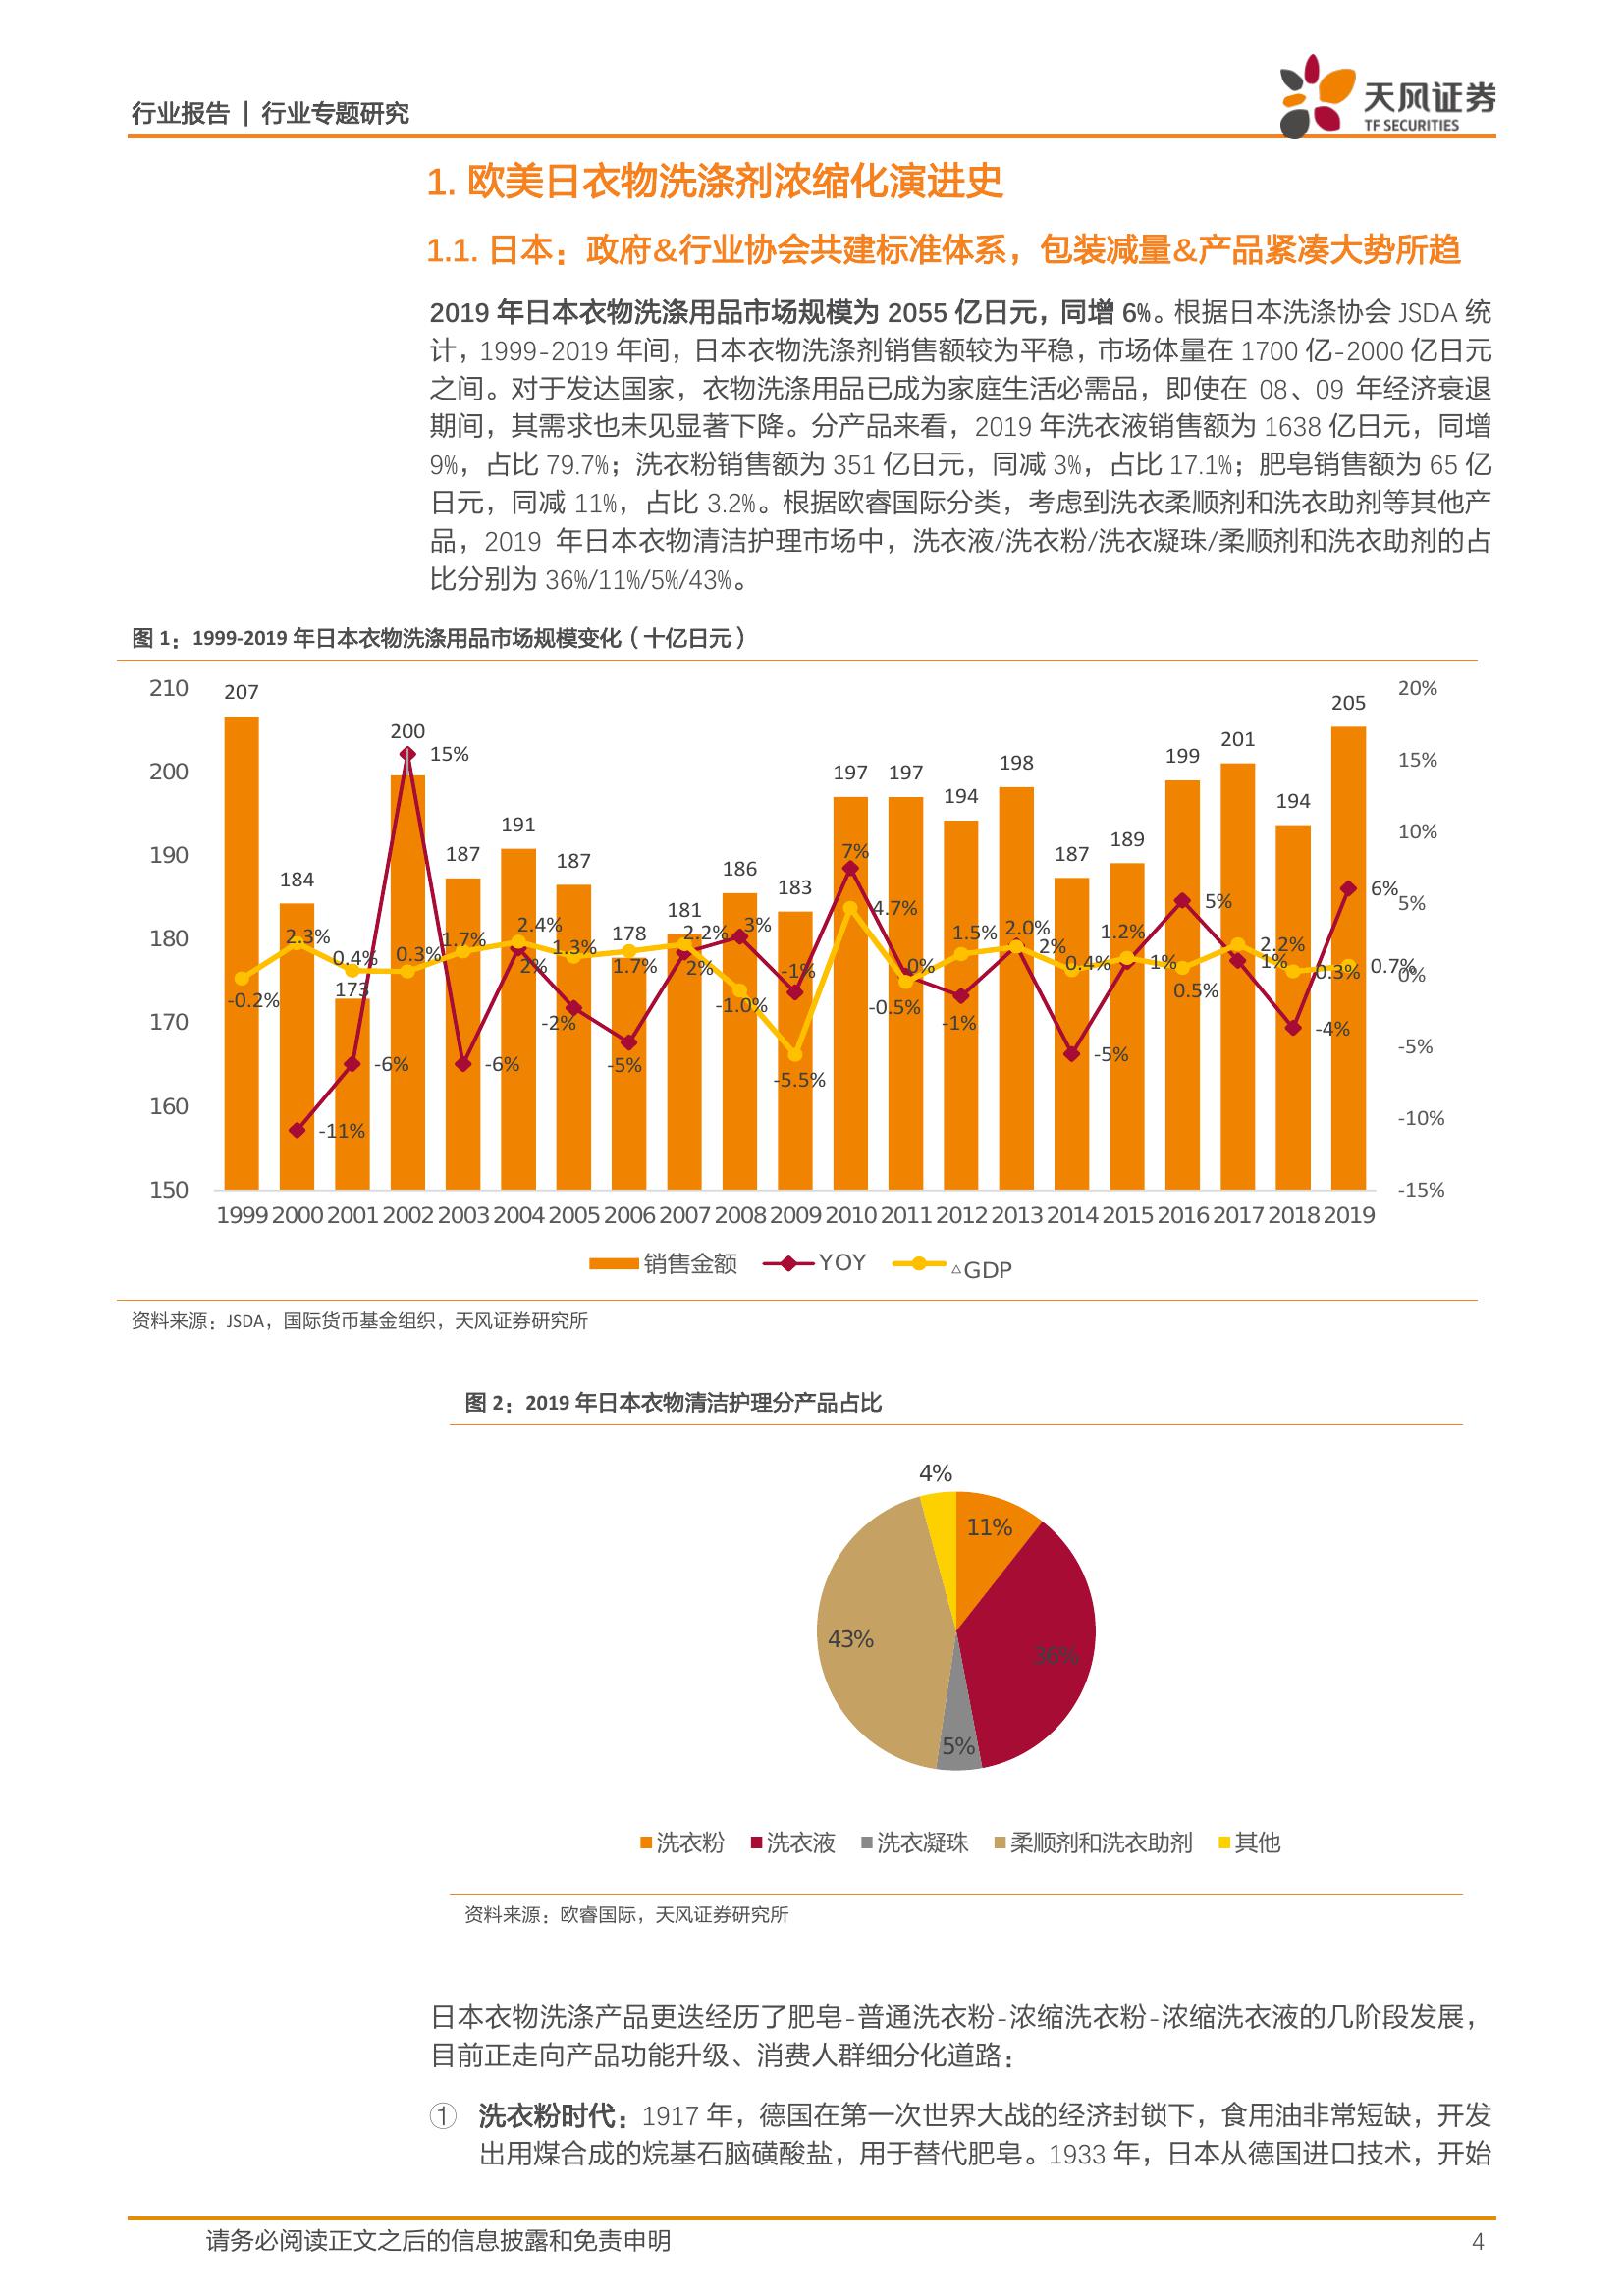 行业报告 | 行业专题研究
天风证券
TF SECURITIES
1. 欧美日衣物洗涤剂浓缩化演进史
1.1. 日本：政府&行业协会共建标准体系，包装减量&产品紧凑大势所趋
2019 年日本衣物洗涤用品市场规模为 2055 亿日元，同增 6%。根据日本洗涤协会 JSDA 统
计，1999-2019 年间，日本衣物洗涤剂销售额较为平稳，市场体量在 1700 亿-2000 亿日元
之间。对于发达国家，衣物洗涤用品已成为家庭生活必需品，即使在 08、09 年经济衰退
期间，其需求也未见显著下降。分产品来看，2019 年洗衣液销售额为 1638 亿日元，同增
9%，占比 79.7%；洗衣粉销售额为 351 亿日元，同减 3%，占比 17.1%；肥皂销售额为 65 亿
日元，同减 11%，占比 3.2%。根据欧睿国际分类，考虑到洗衣柔顺剂和洗衣助剂等其他产
品，2019 年日本衣物清洁护理市场中，洗衣液/洗衣粉/洗衣凝珠/柔顺剂和洗衣助剂的占
比分别为 36%/11%/5%/43%。
图 1：1999-2019 年日本衣物洗涤用品市场规模变化（十亿日元）
210
200
190
180
170
160
150
207 184 173 200 187 191 187 178 181 186 183 197 197 194 198 187 189 199 201 194 205
-11% -6% 15% -6% 2% -2% -5% 2% 3% -1% 7% 0% -1% 2% -5% 1% 5% 1% -4% 6%
-0.2% 2.3% 0.4% 0.3% 1.7% 2.4% 1.3% 1.7% 2.2% -1.0% -5.5% 4.7% -0.5% 1.5% 2.0% 0.4% 1.2% 0.5% 2.2% 0.3% 0.7%
20%
15%
10%
5%
0%
-5%
-10%
-15%
1999 2000 2001 2002 2003 2004 2005 2006 2007 2008 2009 2010 2011 2012 2013 2014 2015 2016 2017 2018 2019
销售金额 YOY △GDP
资料来源：JSDA，国际货币基金组织，天风证券研究所
图 2：2019 年日本衣物清洁护理分产品占比
4%
11%
43%
36%
5%
洗衣粉 洗衣液 洗衣凝珠 柔顺剂和洗衣助剂 其他
资料来源：欧睿国际，天风证券研究所
日本衣物洗涤产品更迭经历了肥皂-普通洗衣粉-浓缩洗衣粉-浓缩洗衣液的几阶段发展，
目前正走向产品功能升级、消费人群细分化道路：
① 洗衣粉时代：1917 年，德国在第一次世界大战的经济封锁下，食用油非常短缺，开发
出用煤合成的烷基石脑磺酸盐，用于替代肥皂。1933 年，日本从德国进口技术，开始
请务必阅读正文之后的信息披露和免责申明
4